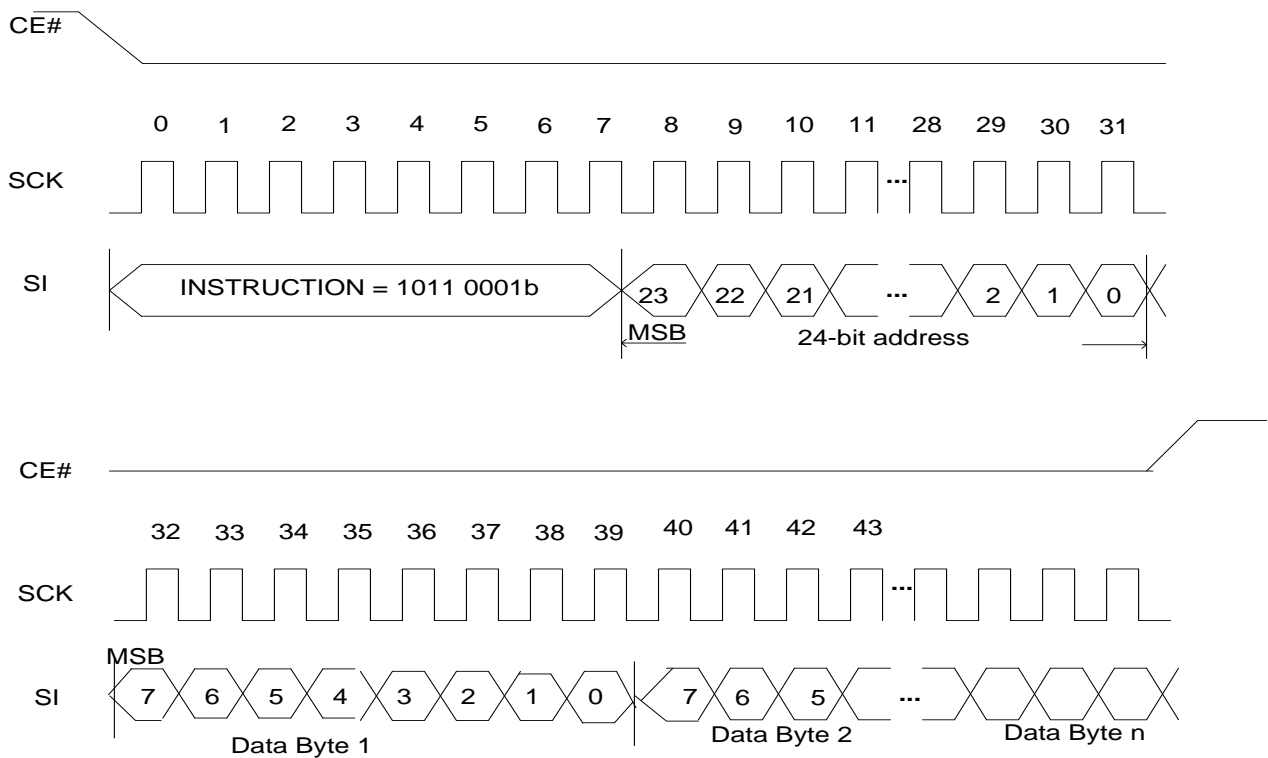 CE#
0 1 2 3 4 5 6 7 8 9 10 11 28 29 30 31
SCK ...
SI INSTRUCTION = 1011 0001b 23 22 21 ... 2 1 0
MSB 24-bit address
CE#
32 33 34 35 36 37 38 39 40 41 42 43
SCK ...
MSB
SI 7 6 5 4 3 2 1 0 7 6 5 ...
Data Byte 1 Data Byte 2 Data Byte n